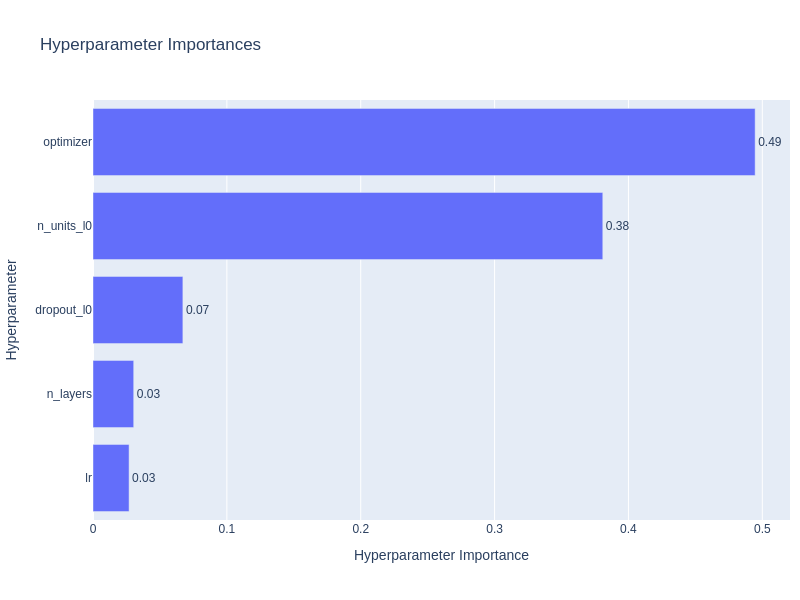 Hyperparameter Importances
Hyperparameter
optimizer 0.49
n_units_l0 0.38
dropout_l0 0.07
n_layers 0.03
lr 0.03
0 0.1 0.2 0.3 0.4 0.5
Hyperparameter Importance